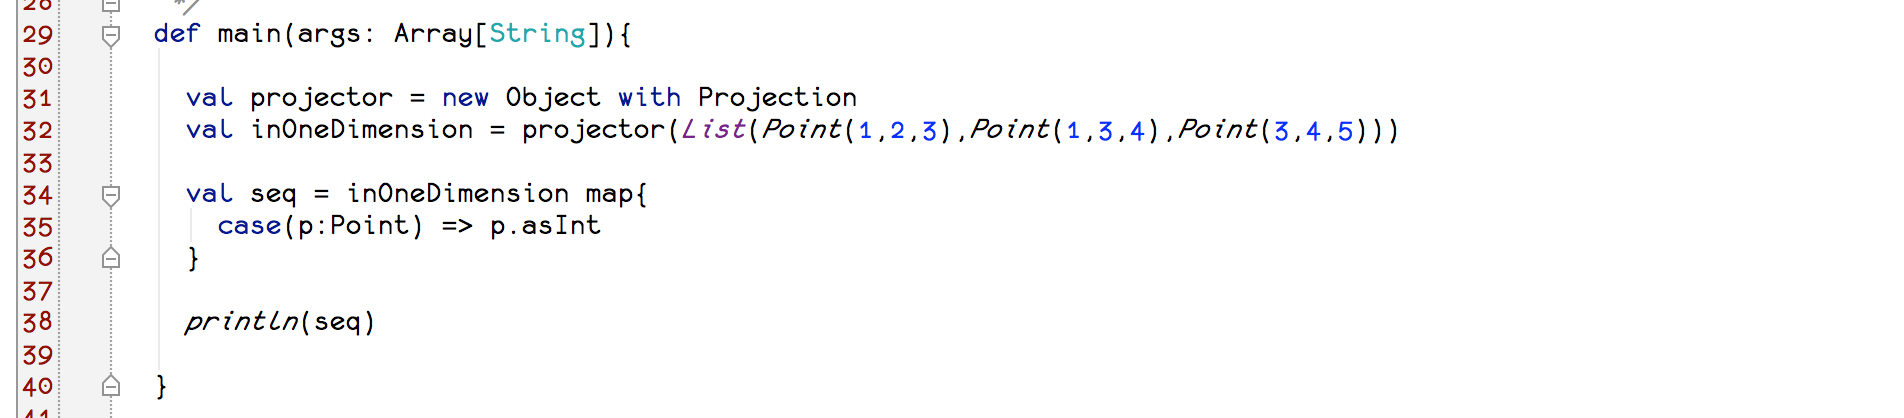 28 */
29 def main(args: Array[String]){
30
31 val projector = new Object with Projection
32 val inOneDimension = projector(List(Point(1,2,3),Point(1,3,4),Point(3,4,5)))
33
34 val seq = inOneDimension map{
35 case(p:Point) => p.asInt
36 }
37
38 println(seq)
39
40 }
41